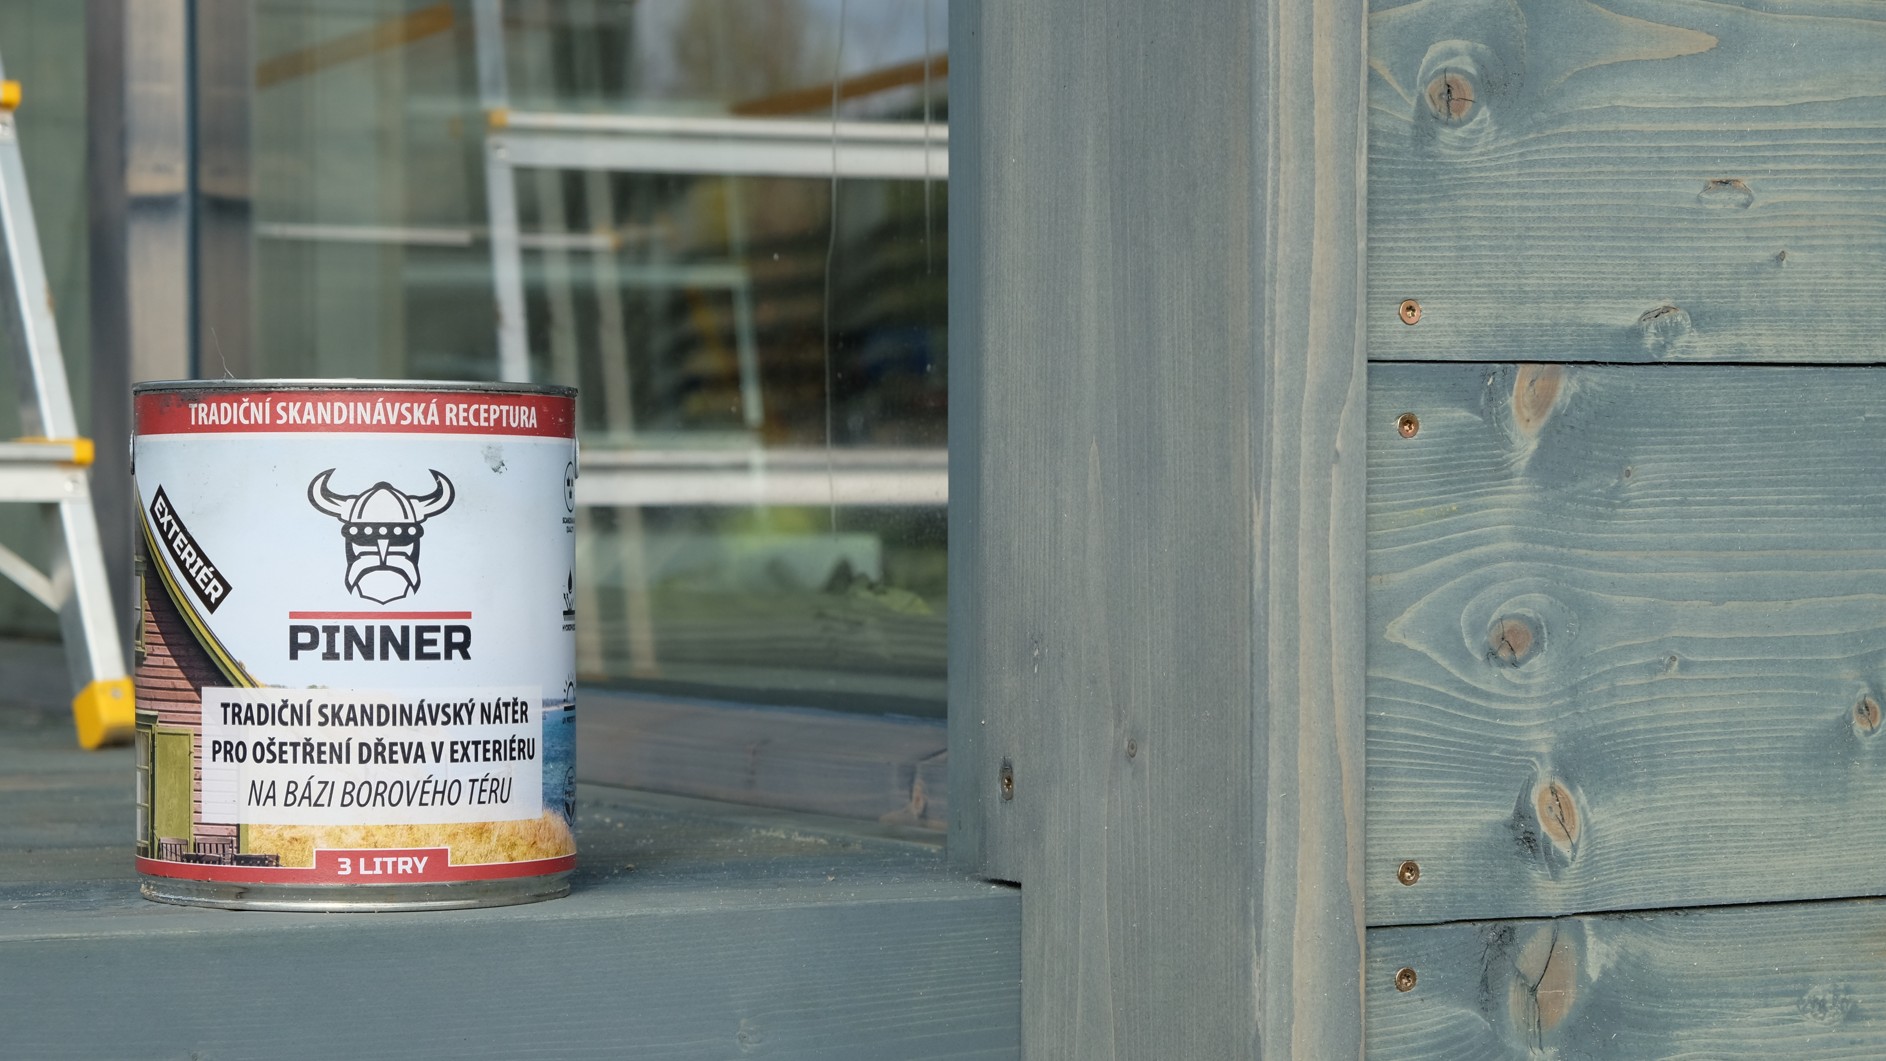 TRADIČNÍ SKANDINÁVSKÁ RECEPTURA
EXTERIÉR
PINNER
TRADIČNÍ SKANDINÁVSKÝ NÁTĚR
PRO OŠETŘENÍ DŘEVA V EXTERIÉRU
NA BÁZI BOROVÉHO TÉRU
3 LITRY